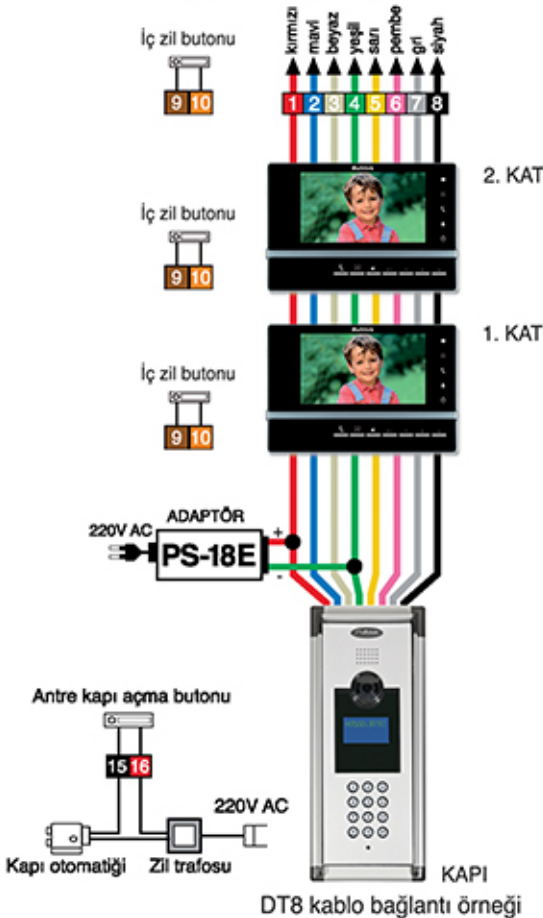 İç zil butonu
9 10
kırmızı mavi beyaz yeşil sarı pembe gri siyah
1 2 3 4 5 6 7 8
2. KAT
İç zil butonu
9 10
1. KAT
İç zil butonu
9 10
ADAPTÖR
220V AC
PS-18E
+
-
Antre kapı açma butonu
15 16
220V AC
Kapı otomatiği
Zil trafosu
KAPI
DT8 kablo bağlantı örneği